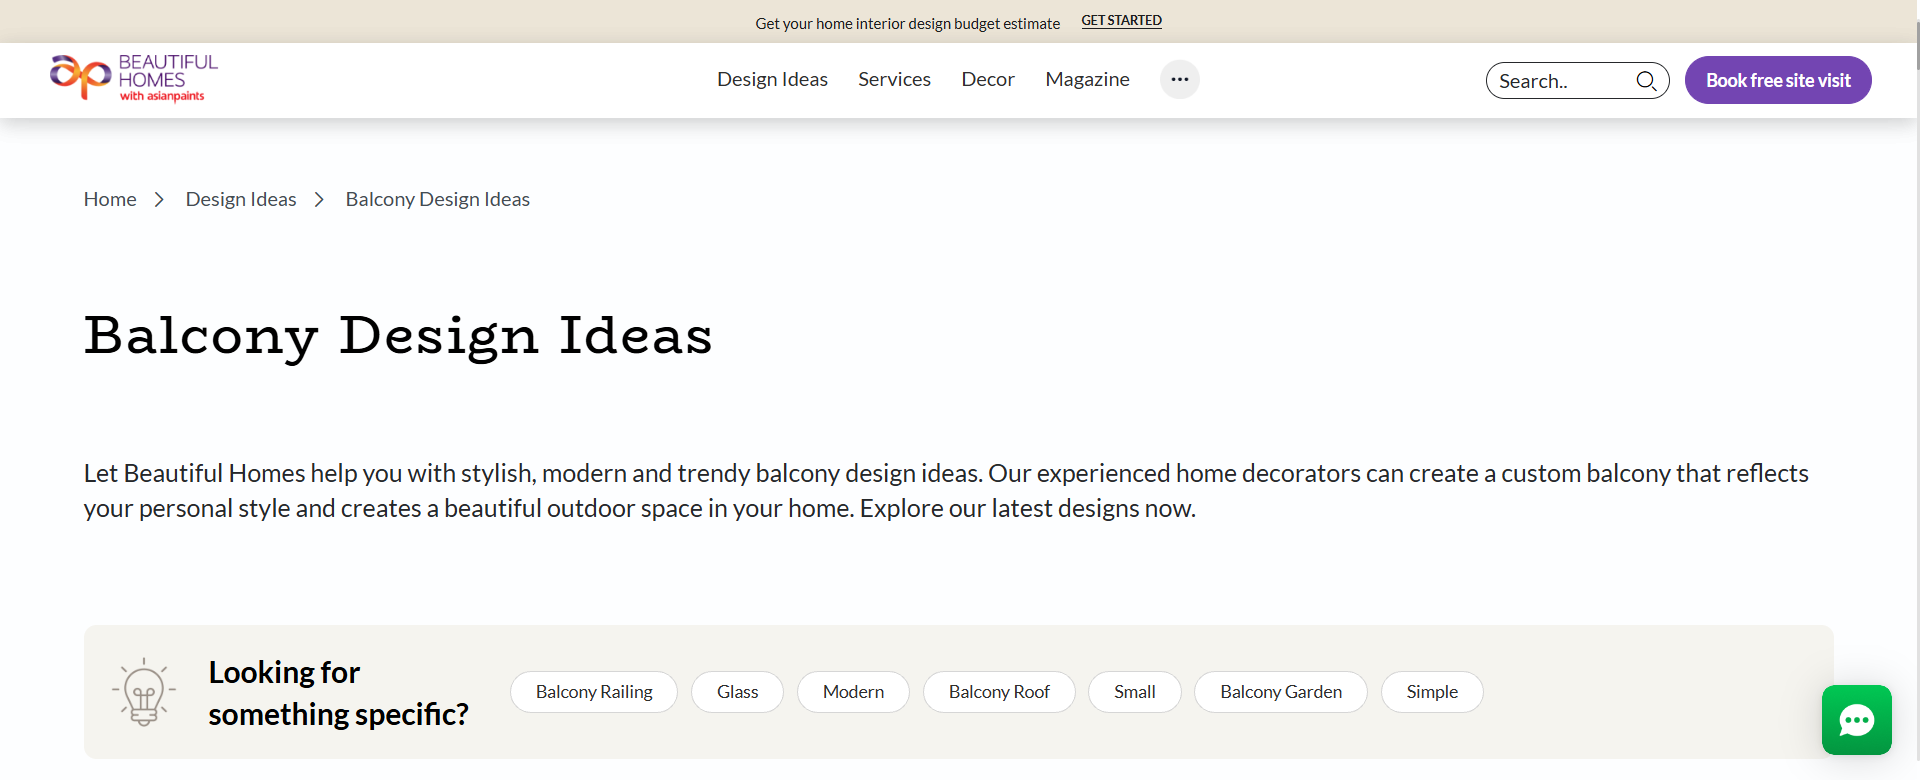 Get your home interior design budget estimate GET STARTED
BEAUTIFUL
HOMES
with asianpaints
Design Ideas Services Decor Magazine
Search..
Book free site visit
Home Design Ideas Balcony Design Ideas
Balcony Design Ideas
Let Beautiful Homes help you with stylish, modern and trendy balcony design ideas. Our experienced home decorators can create a custom balcony that reflects
your personal style and creates a beautiful outdoor space in your home. Explore our latest designs now.
Looking for
something specific?
Balcony Railing Glass Modern Balcony Roof Small Balcony Garden Simple